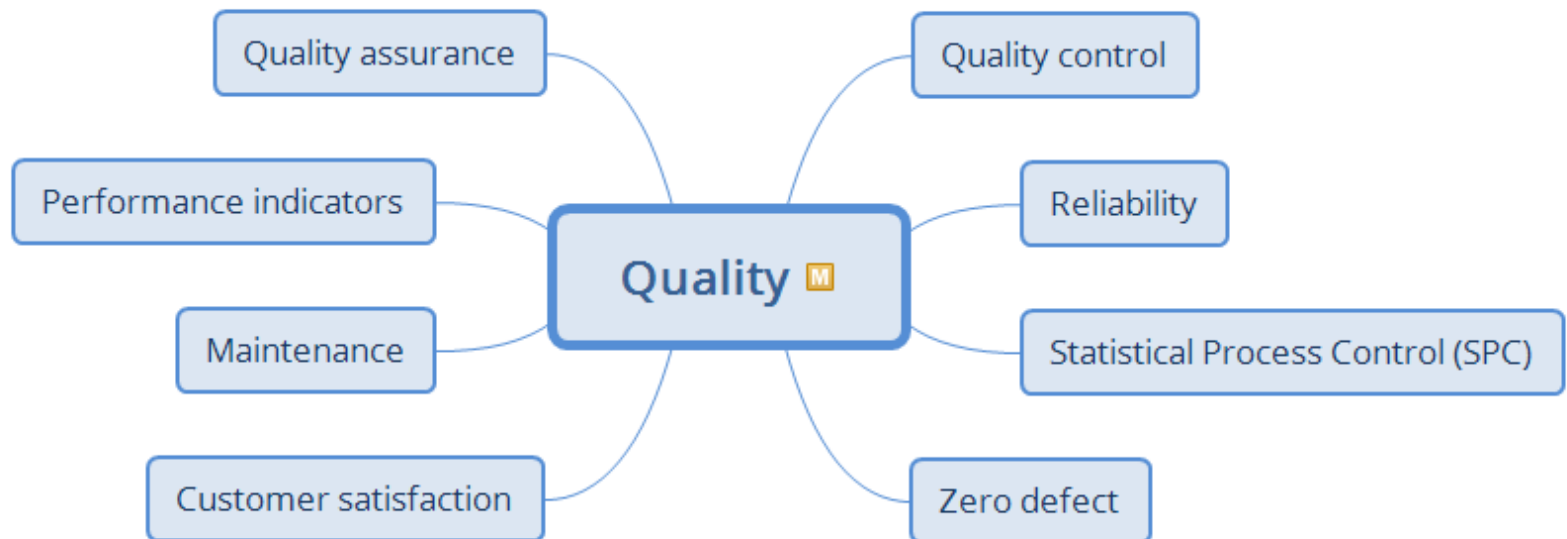 Quality assurance
Quality control
Performance indicators
Reliability
Quality M
Maintenance
Statistical Process Control (SPC)
Customer satisfaction
Zero defect